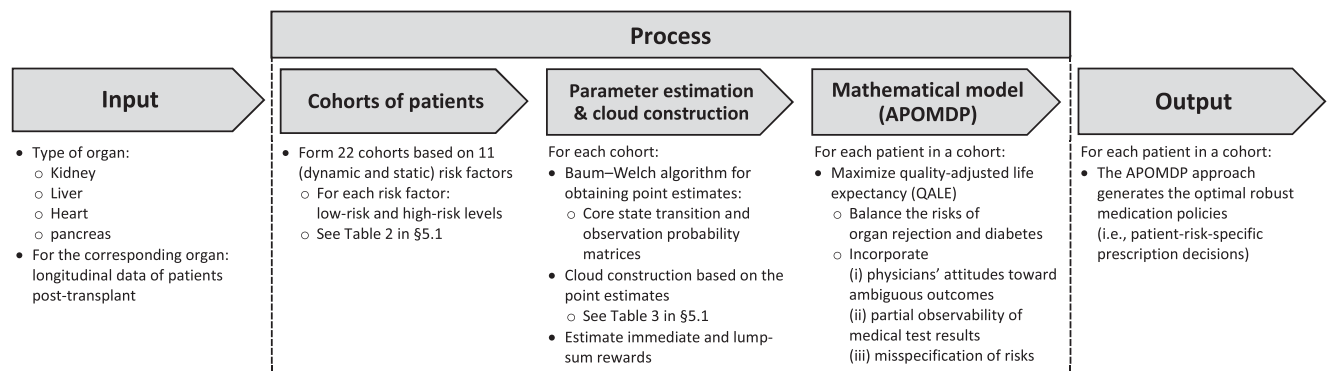 Process
Input
Type of organ:
Kidney
Liver
Heart
pancreas
For the corresponding organ:
longitudinal data of patients
post-transplant
Cohorts of patients
Form 22 cohorts based on 11
(dynamic and static) risk factors
For each risk factor:
low-risk and high-risk levels
See Table 2 in §5.1
Parameter estimation
& cloud construction
For each cohort:
Baum–Welch algorithm for
obtaining point estimates:
Core state transition and
observation probability
matrices
Cloud construction based on the
point estimates
See Table 3 in §5.1
Estimate immediate and lump-
sum rewards
Mathematical model
(APOMDP)
For each patient in a cohort:
Maximize quality-adjusted life
expectancy (QALE)
Balance the risks of
organ rejection and diabetes
Incorporate
(i) physicians’ attitudes toward
ambiguous outcomes
(ii) partial observability of
medical test results
(iii) misspecification of risks
Output
For each patient in a cohort:
The APOMDP approach
generates the optimal robust
medication policies
(i.e., patient-risk-specific
prescription decisions)